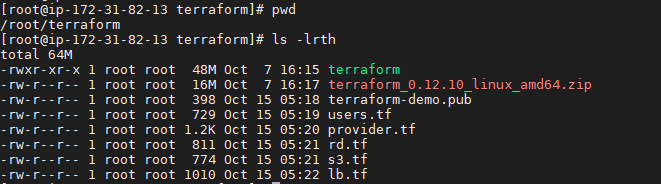 [root@ip-172-31-82-13 terraform]# pwd
/root/terraform
[root@ip-172-31-82-13 terraform]# ls -lrth
total 64M
-rwxr-xr-x 1 root root  48M Oct  7 16:15 terraform
-rw-r--r-- 1 root root  16M Oct  7 16:17 terraform_0.12.10_linux_amd64.zip
-rw-r--r-- 1 root root  398 Oct 15 05:18 terraform-demo.pub
-rw-r--r-- 1 root root  729 Oct 15 05:19 users.tf
-rw-r--r-- 1 root root 1.2K Oct 15 05:20 provider.tf
-rw-r--r-- 1 root root  811 Oct 15 05:21 rd.tf
-rw-r--r-- 1 root root  774 Oct 15 05:21 s3.tf
-rw-r--r-- 1 root root 1010 Oct 15 05:22 lb.tf